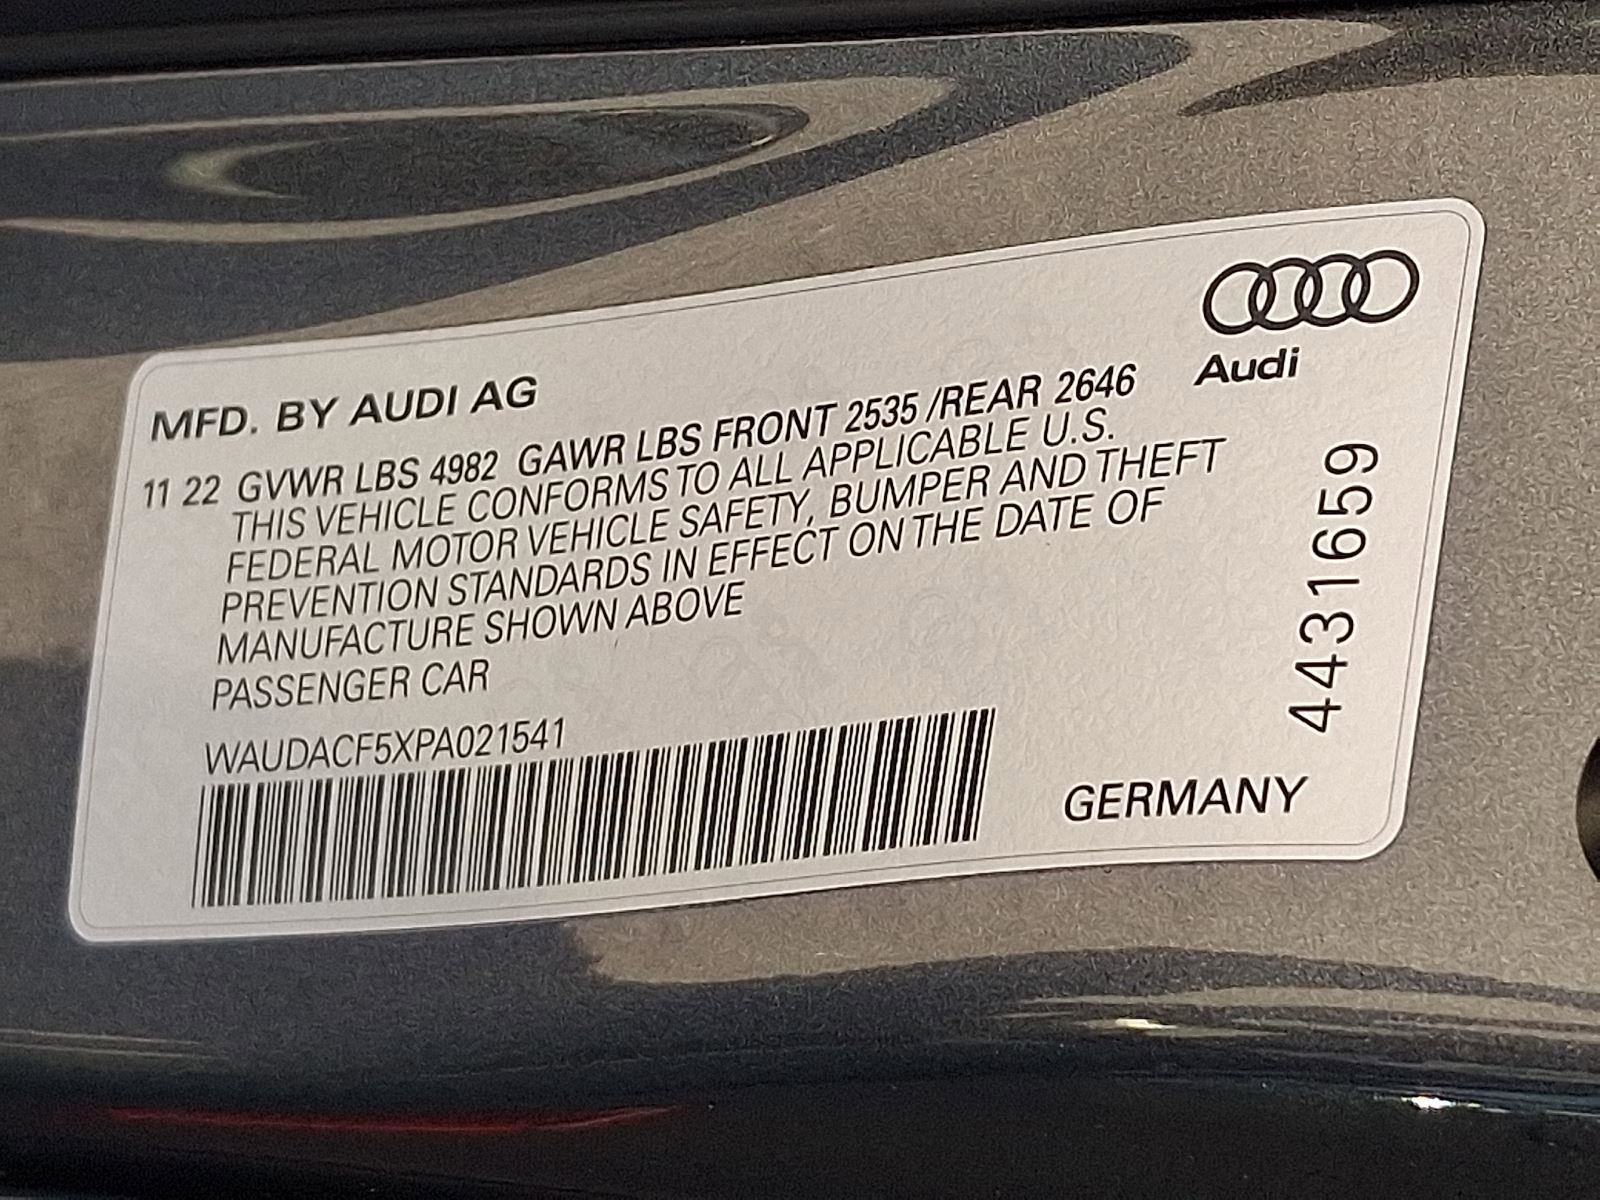 Audi
MFD. BY AUDI AG
11 22 GVWR LBS 4982 GAWR LBS FRONT 2535 /REAR 2646
THIS VEHICLE CONFORMS TO ALL APPLICABLE U.S.
FEDERAL MOTOR VEHICLE SAFETY, BUMPER AND THEFT
PREVENTION STANDARDS IN EFFECT ON THE DATE OF
MANUFACTURE SHOWN ABOVE
PASSENGER CAR
WAUDACF5XPA021541
GERMANY
4431659